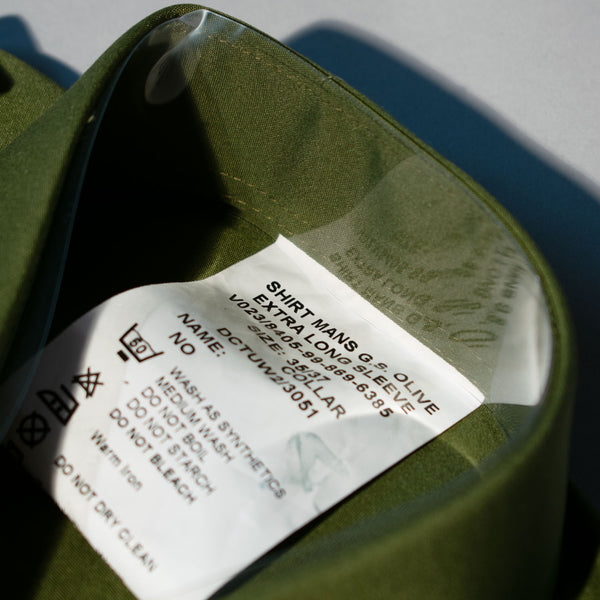 SHIRT MANS G.S. OLIVE
EXTRA LONG SLEEVE
V023/8405-99-869-6385
SIZE: 35/37
COLLAR
DCTUW2/3051
NAME:
NO
60
WASH AS SYNTHETICS
MEDIUM WASH
DO NOT BOIL
DO NOT STARCH
DO NOT BLEACH
Warm Iron
DO NOT DRY CLEAN